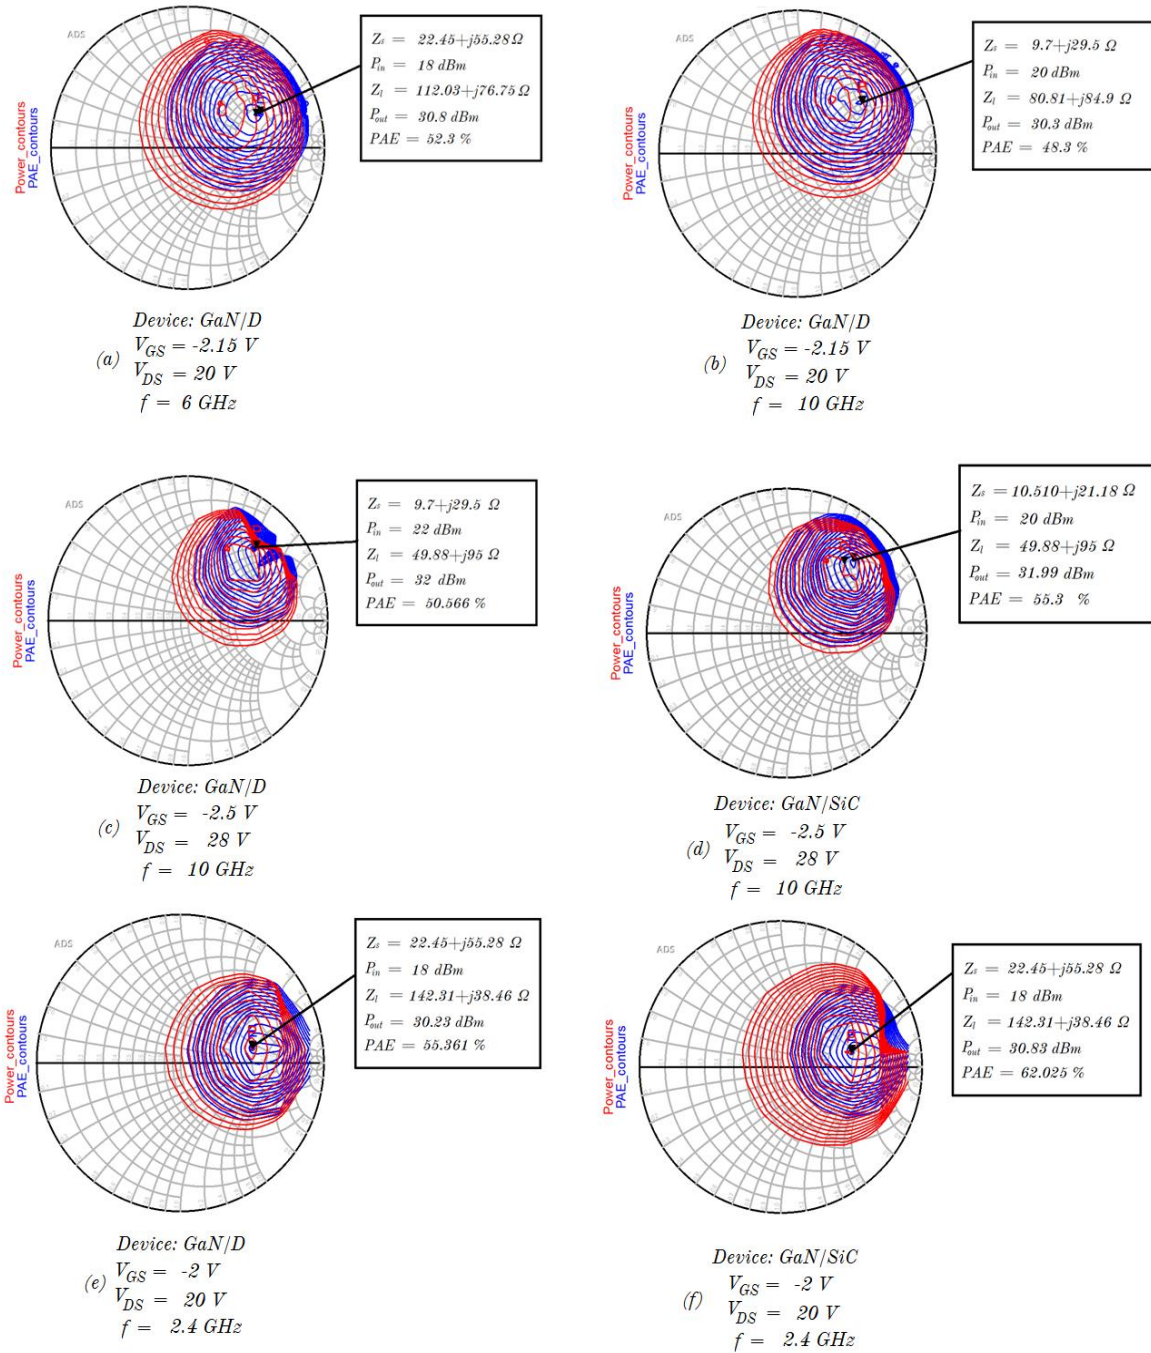 ADS
Power_contours
PAE_contours
Zs = 22.45+j55.28 Ω
Pin = 18 dBm
Zl = 112.03+j76.75 Ω
Pout = 30.8 dBm
PAE = 52.3 %
Device: GaN/D
(a)
VGS = -2.15 V
VDS = 20 V
f = 6 GHz
ADS
Power_contours
PAE_contours
Zs = 9.7+j29.5 Ω
Pin = 20 dBm
Zl = 80.81+j84.9 Ω
Pout = 30.3 dBm
PAE = 48.3 %
Device: GaN/D
(b)
VGS = -2.15 V
VDS = 20 V
f = 10 GHz
ADS
Power_contours
PAE_contours
Zs = 9.7+j29.5 Ω
Pin = 22 dBm
Zl = 49.88+j95 Ω
Pout = 32 dBm
PAE = 50.566 %
Device: GaN/D
(c)
VGS = -2.5 V
VDS = 28 V
f = 10 GHz
ADS
Power_contours
PAE_contours
Zs = 10.510+j21.18 Ω
Pin = 20 dBm
Zl = 49.88+j95 Ω
Pout = 31.99 dBm
PAE = 55.3 %
Device: GaN/SiC
(d)
VGS = -2.5 V
VDS = 28 V
f = 10 GHz
ADS
Power_contours
PAE_contours
Zs = 22.45+j55.28 Ω
Pin = 18 dBm
Zl = 142.31+j38.46 Ω
Pout = 30.23 dBm
PAE = 55.361 %
Device: GaN/D
(e)
VGS = -2 V
VDS = 20 V
f = 2.4 GHz
ADS
Power_contours
PAE_contours
Zs = 22.45+j55.28 Ω
Pin = 18 dBm
Zl = 142.31+j38.46 Ω
Pout = 30.83 dBm
PAE = 62.025 %
Device: GaN/SiC
(f)
VGS = -2 V
VDS = 20 V
f = 2.4 GHz